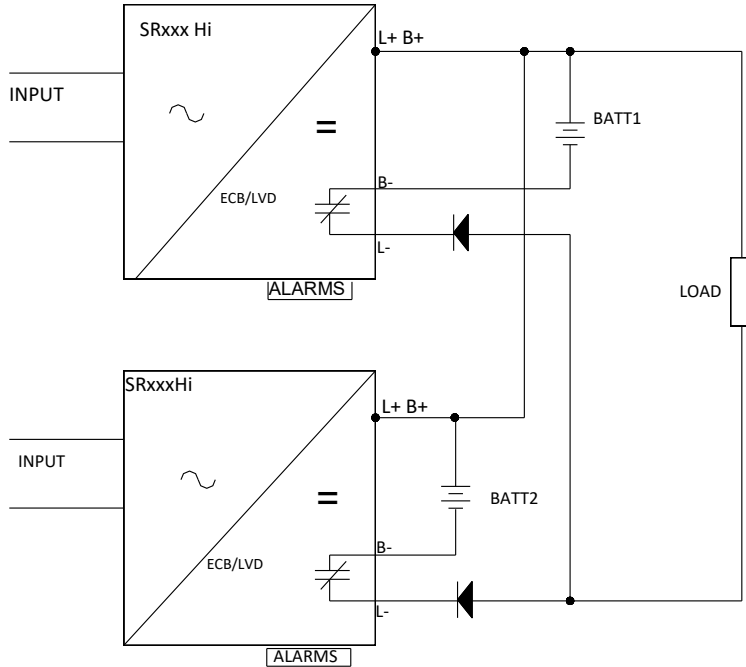 SRxxx Hi
L+ B+
INPUT
=
BATT1
B-
ECB/LVD
L-
ALARMS
LOAD
SRxxxHi
L+ B+
INPUT
=
BATT2
B-
ECB/LVD
L-
ALARMS